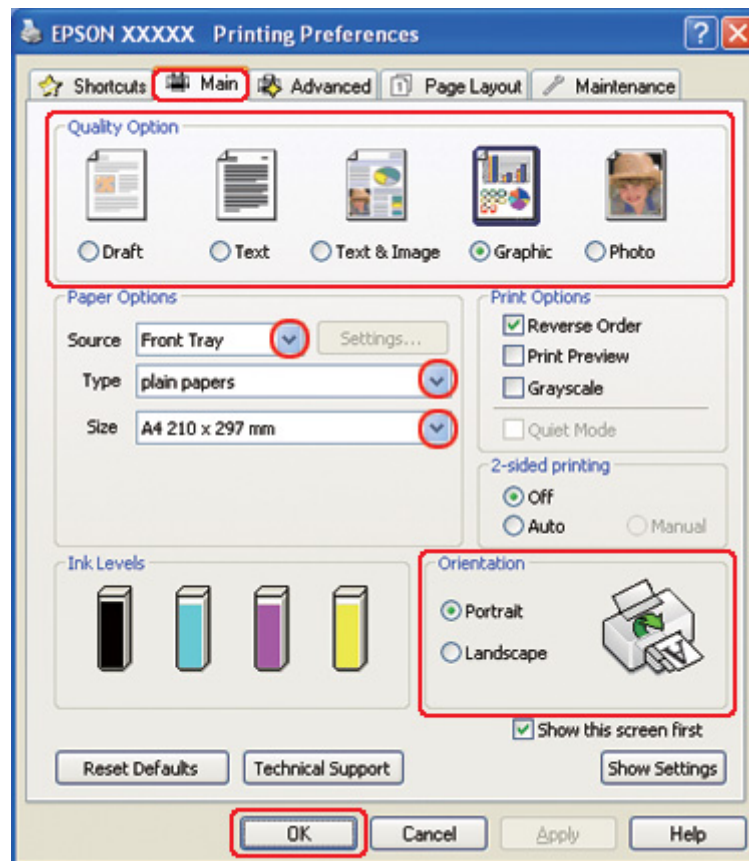 EPSON XXXXX Printing Preferences
Shortcuts Main Advanced 1 Page Layout Maintenance
Quality Option
Draft Text Text & Image Graphic Photo
Paper Options
Source Front Tray Settings...
Type plain papers
Size A4 210 x 297 mm
Print Options
Reverse Order
Print Preview
Grayscale
Quiet Mode
2-sided printing
Off
Auto Manual
Ink Levels
Orientation
Portrait
Landscape
A
Show this screen first
Reset Defaults Technical Support Show Settings
OK Cancel Apply Help